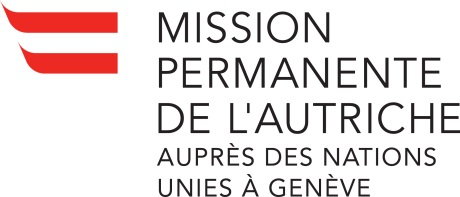 MISSION
PERMANENTE
DE L'AUTRICHE
AUPRÈS DES NATIONS
UNIES À GENÈVE